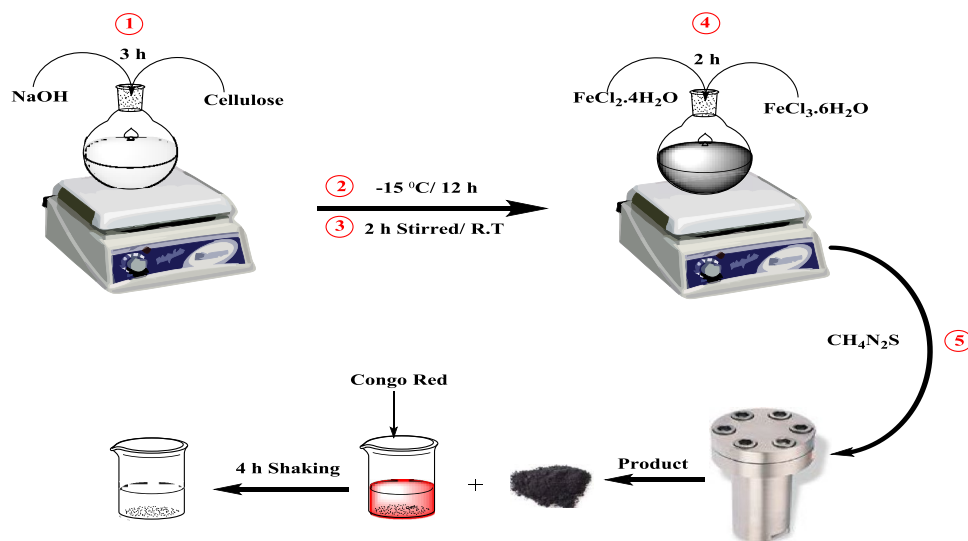 1
3 h
NaOH
Cellulose
2
-15 ⁰C/ 12 h
3
2 h Stirred/ R.T
4
2 h
FeCl₂.4H₂O
FeCl₃.6H₂O
CH₄N₂S
5
Product
+
Congo Red
4 h Shaking